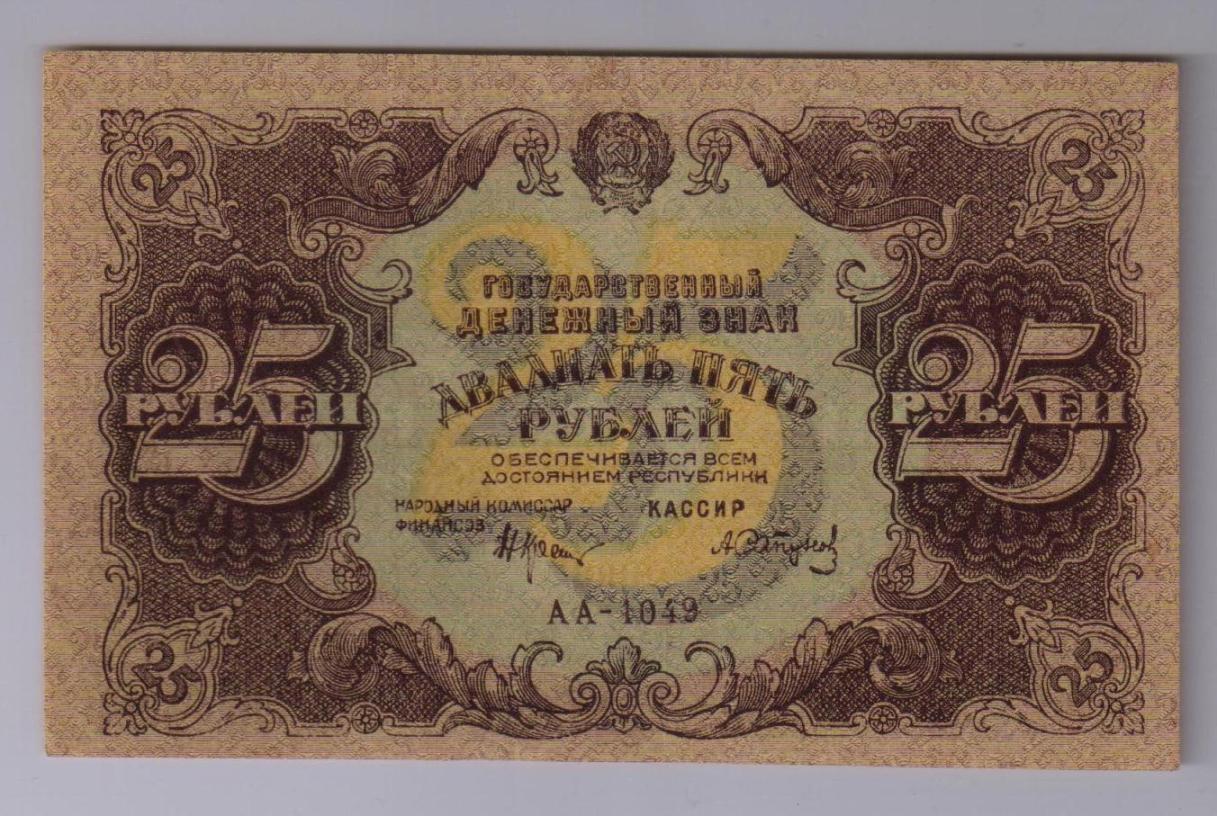 25 25
ГОСУДАРСТВЕННЫЙ
ДЕНЕЖНЫЙ ЗНАК
ДВАДЦАТЬ ПЯТЬ
РУБЛЕЙ
25 РУБЛЕЙ
25
25 РУБЛЕЙ
ОБЕСПЕЧИВАЕТСЯ ВСЕМ
ДОСТОЯНИЕМ РЕСПУБЛИКИ
НАРОДНЫЙ КОМИССАР
ФИНАНСОВ
КАССИР
АА-1049
25 25